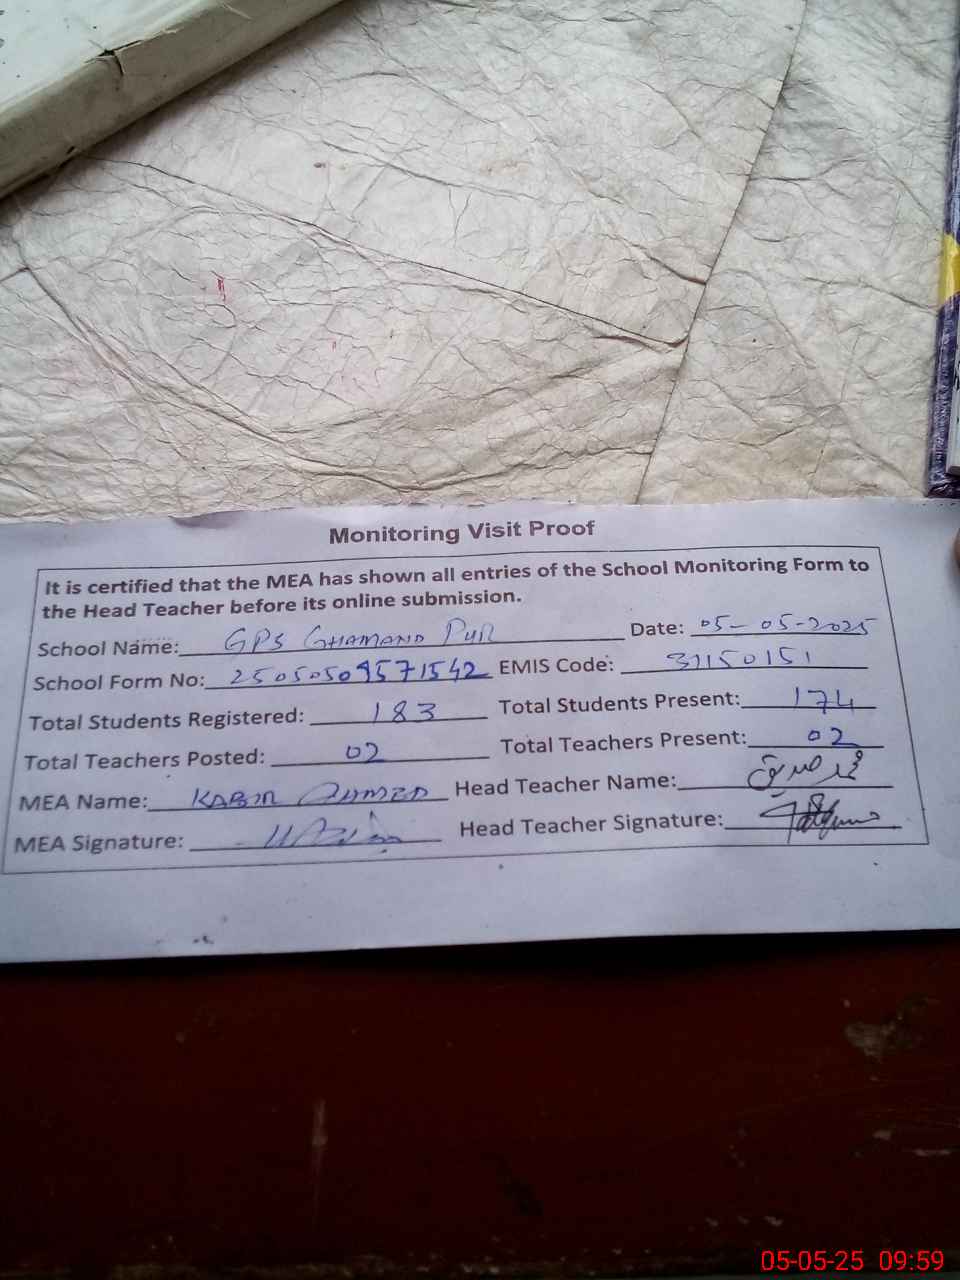 Monitoring Visit Proof
It is certified that the MEA has shown all entries of the School Monitoring Form to
the Head Teacher before its online submission.
School Name: GPS GHAMAND PUR Date: 05-05-2025
School Form No: 25050509571542 EMIS Code: 31150151
Total Students Registered: 183 Total Students Present: 174
Total Teachers Posted: 02 Total Teachers Present: 02
MEA Name: KABIR AHMED Head Teacher Name: محمد صدیق
MEA Signature: Head Teacher Signature:
05-05-25 09:59